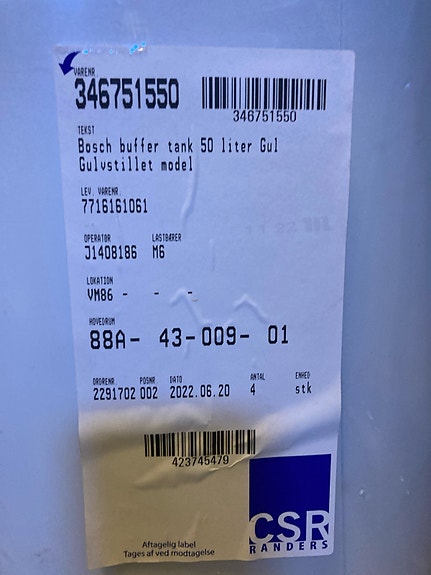 VARENR.
346751550
346751550
TEKST
Bosch buffer tank 50 liter Gul
Gulvstillet model
LEV. VARENR.
7716161061
OPERATØR LASTBÆRER
J1408186 M6
LOKATION
VM86 - - -
HOVEDRUM
88A- 43-009- 01
ORDRENR. POSNR. DATO ANTAL ENHED
2291702 002 2022.06.20 4 stk
423745479
CSR
RANDERS
Aftagelig label
Tages af ved modtagelse